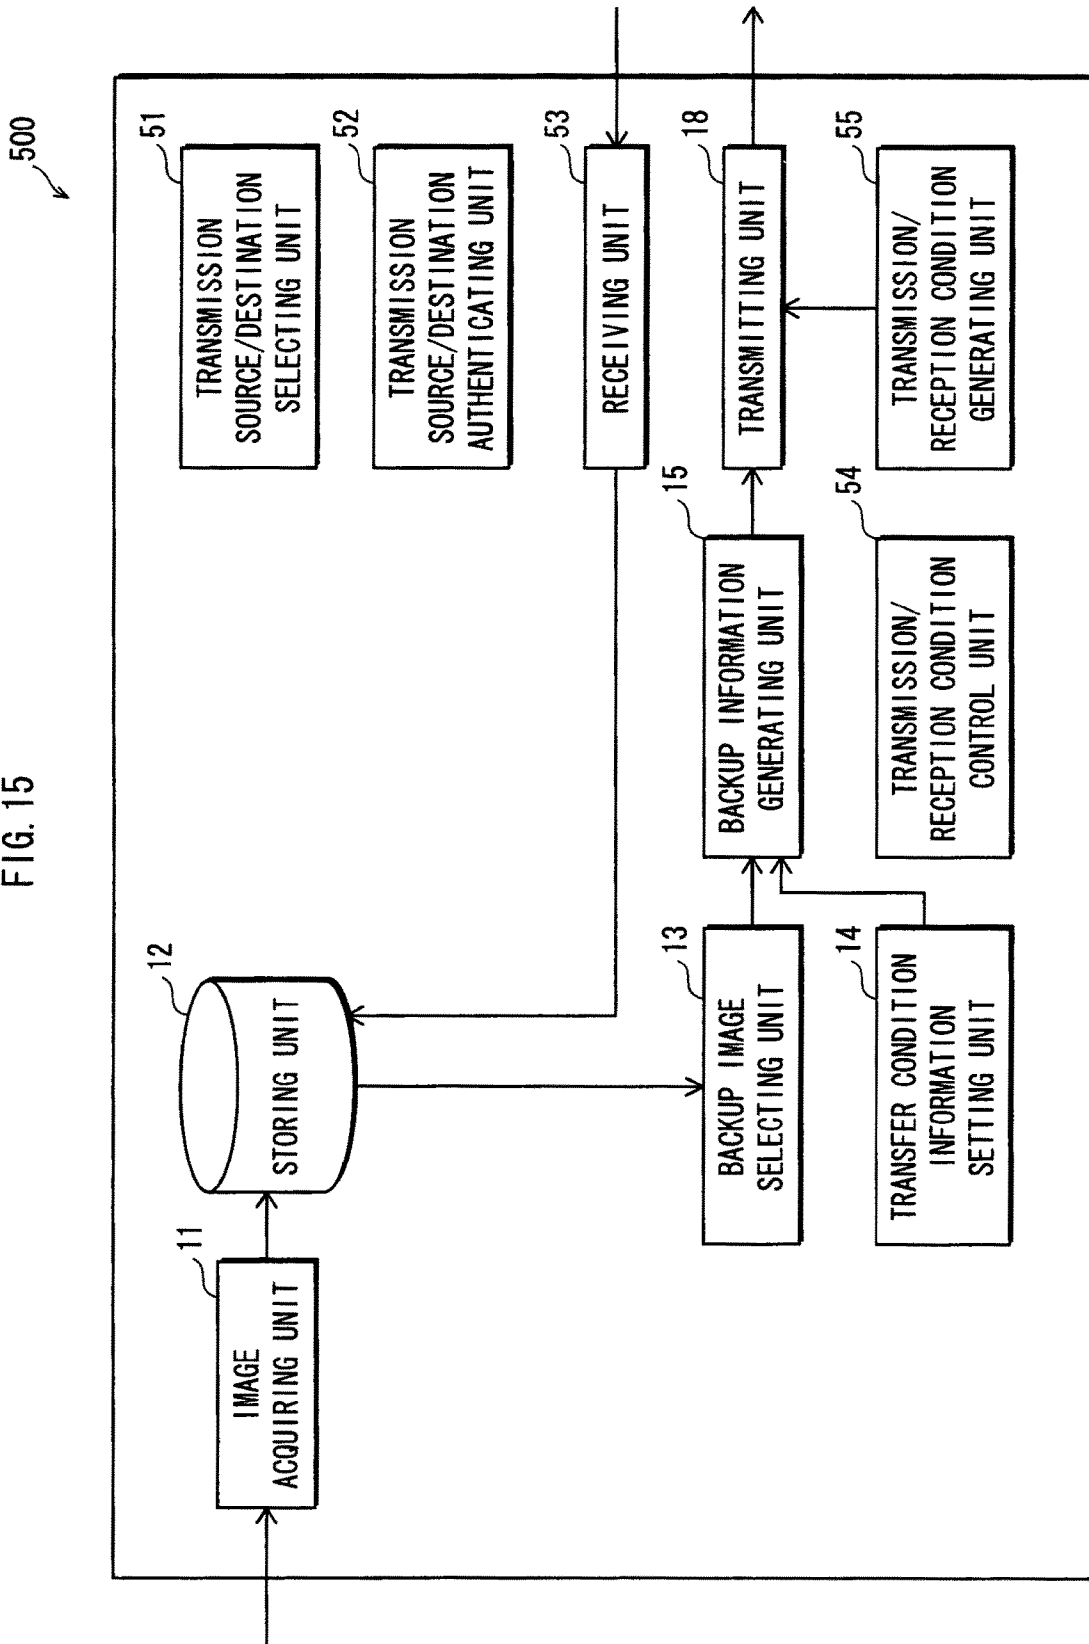 FIG. 15
500
11
IMAGE
ACQUIRING UNIT
12
STORING UNIT
51
TRANSMISSION
SOURCE/DESTINATION
SELECTING UNIT
52
TRANSMISSION
SOURCE/DESTINATION
AUTHENTICATING UNIT
53
RECEIVING UNIT
13
BACKUP IMAGE
SELECTING UNIT
15
BACKUP INFORMATION
GENERATING UNIT
18
TRANSMITTING UNIT
14
TRANSFER CONDITION
INFORMATION
SETTING UNIT
54
TRANSMISSION/
RECEPTION CONDITION
CONTROL UNIT
55
TRANSMISSION/
RECEPTION CONDITION
GENERATING UNIT